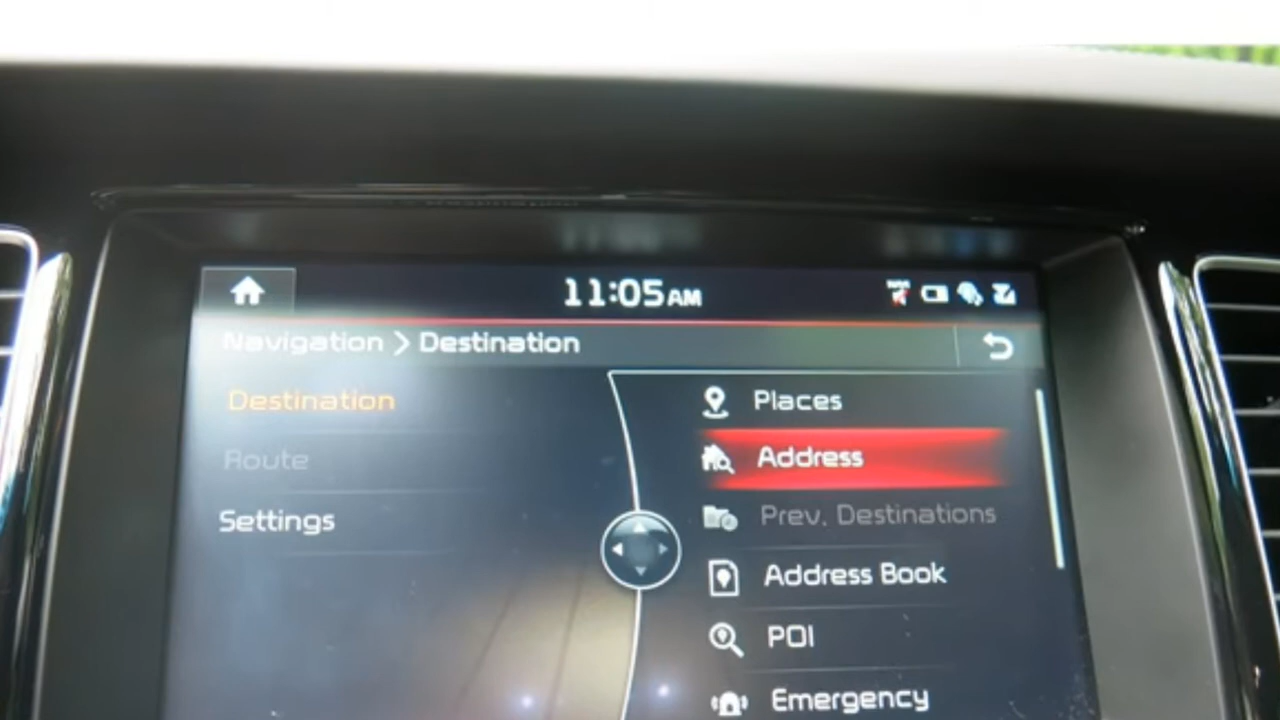 11:05 AM
Navigation > Destination
Destination
Route
Settings
Places
Address
Prev. Destinations
Address Book
POI
Emergency